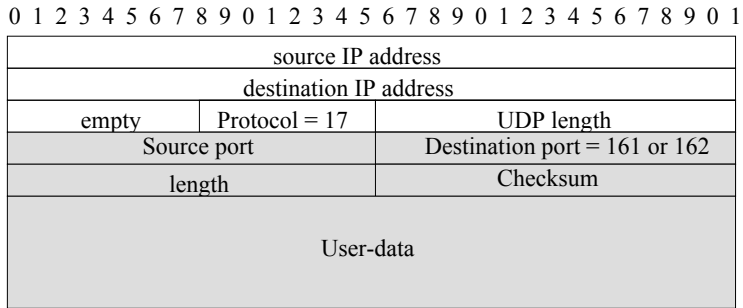 0 1 2 3 4 5 6 7 8 9 0 1 2 3 4 5 6 7 8 9 0 1 2 3 4 5 6 7 8 9 0 1
source IP address
destination IP address
empty Protocol = 17 UDP length
Source port Destination port = 161 or 162
length Checksum
User-data